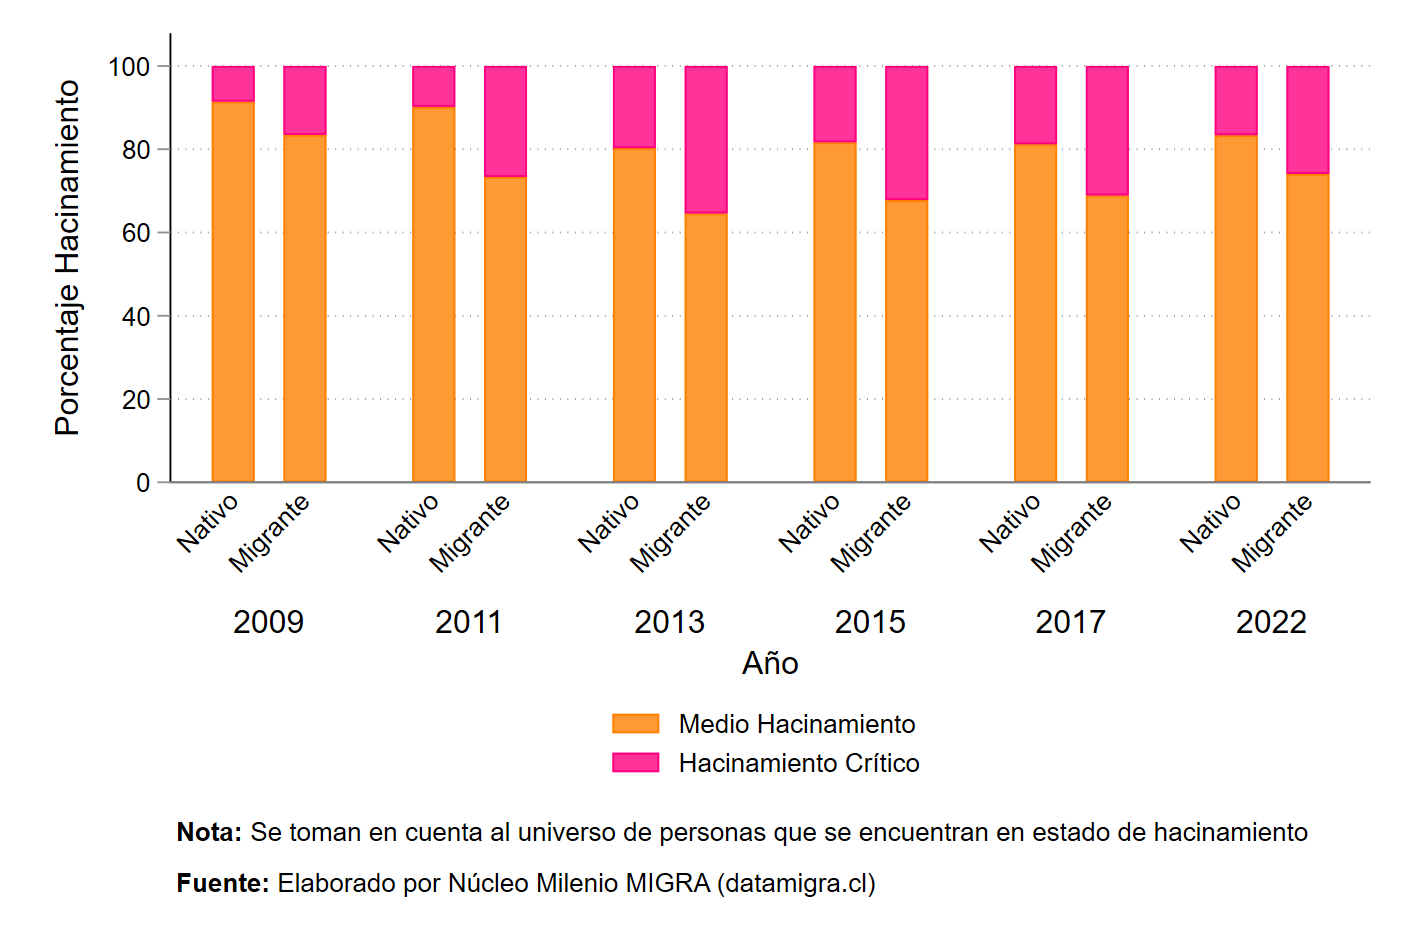 Porcentaje Hacinamiento
100
80
60
40
20
0
Nativo Migrante Nativo Migrante Nativo Migrante Nativo Migrante Nativo Migrante Nativo Migrante
2009 2011 2013 2015 2017 2022
Año
Medio Hacinamiento
Hacinamiento Crítico
Nota: Se toman en cuenta al universo de personas que se encuentran en estado de hacinamiento
Fuente: Elaborado por Núcleo Milenio MIGRA (datamigra.cl)